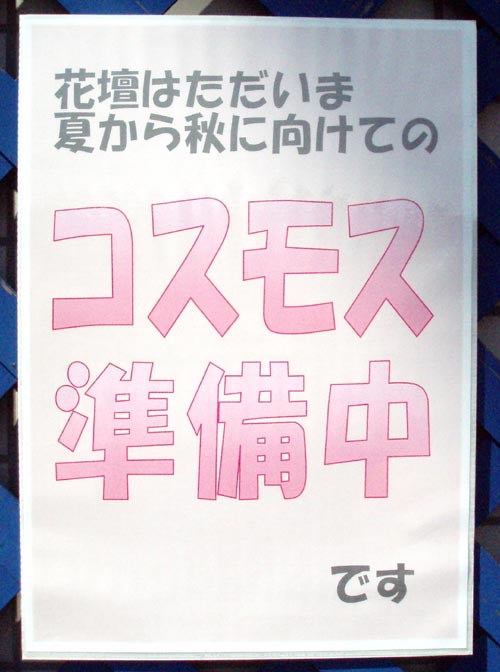 花壇はただいま
夏から秋に向けての
コスモス
準備中
です